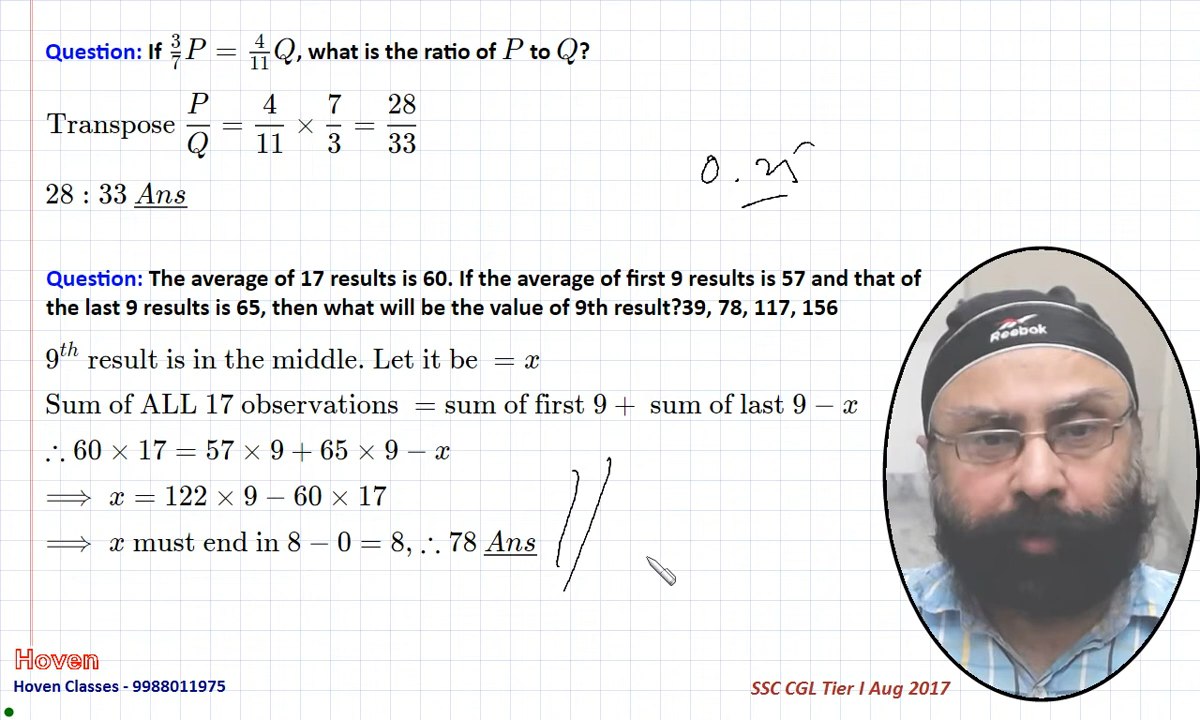 Question: If 3/7 P = 4/11 Q, what is the ratio of P to Q?
Transpose P/Q = 4/11 × 7/3 = 28/33
0.25
28 : 33 Ans
Question: The average of 17 results is 60. If the average of first 9 results is 57 and that of
the last 9 results is 65, then what will be the value of 9th result?39, 78, 117, 156
9th result is in the middle. Let it be = x
Sum of ALL 17 observations = sum of first 9 + sum of last 9 − x
∴ 60 × 17 = 57 × 9 + 65 × 9 − x
⟹ x = 122 × 9 − 60 × 17
⟹ x must end in 8 − 0 = 8, ∴ 78 Ans
Reebok
Hoven
Hoven Classes - 9988011975
SSC CGL Tier I Aug 2017